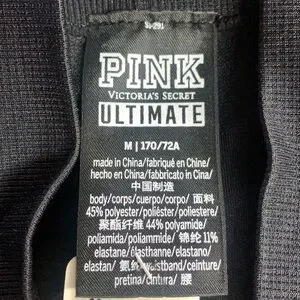 PINK
VICTORIA'S SECRET
ULTIMATE
M | 170/72A
made in China/fabriqué en Chine/
hecho en China/fabbricato in Cina/
中国制造
body/corps/cuerpo/corpo/ 面料
45% polyester/poliéster/poliestere/
聚酯纤维 44% polyamide/
poliamida/poliammide/ 锦纶 11%
elastane/élasthanne/elastano/
elastan/ 氨纶 waistband/ceinture/
pretina/cintura/ 腰